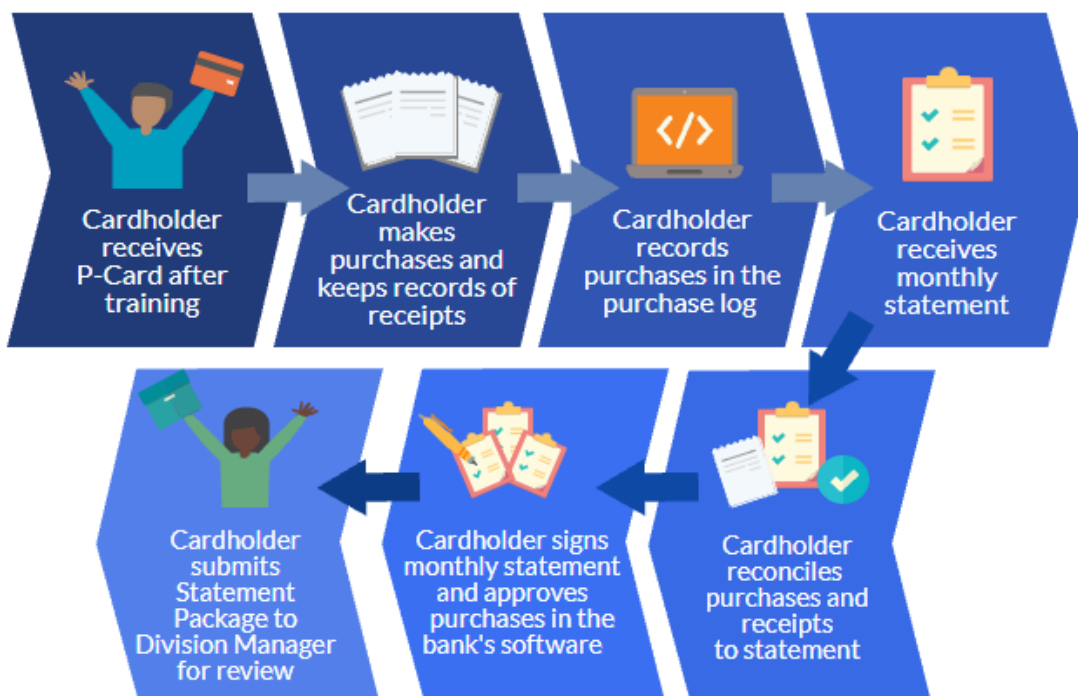 Cardholder
receives
P-Card after
training
Cardholder
makes
purchases and
keeps records of
receipts
</>
Cardholder
records
purchases in the
purchase log
Cardholder
receives
monthly
statement
Cardholder
reconciles
purchases and
receipts
to statement
Cardholder signs
monthly statement
and approves
purchases in the
bank's software
Cardholder
submits
Statement
Package to
Division Manager
for review